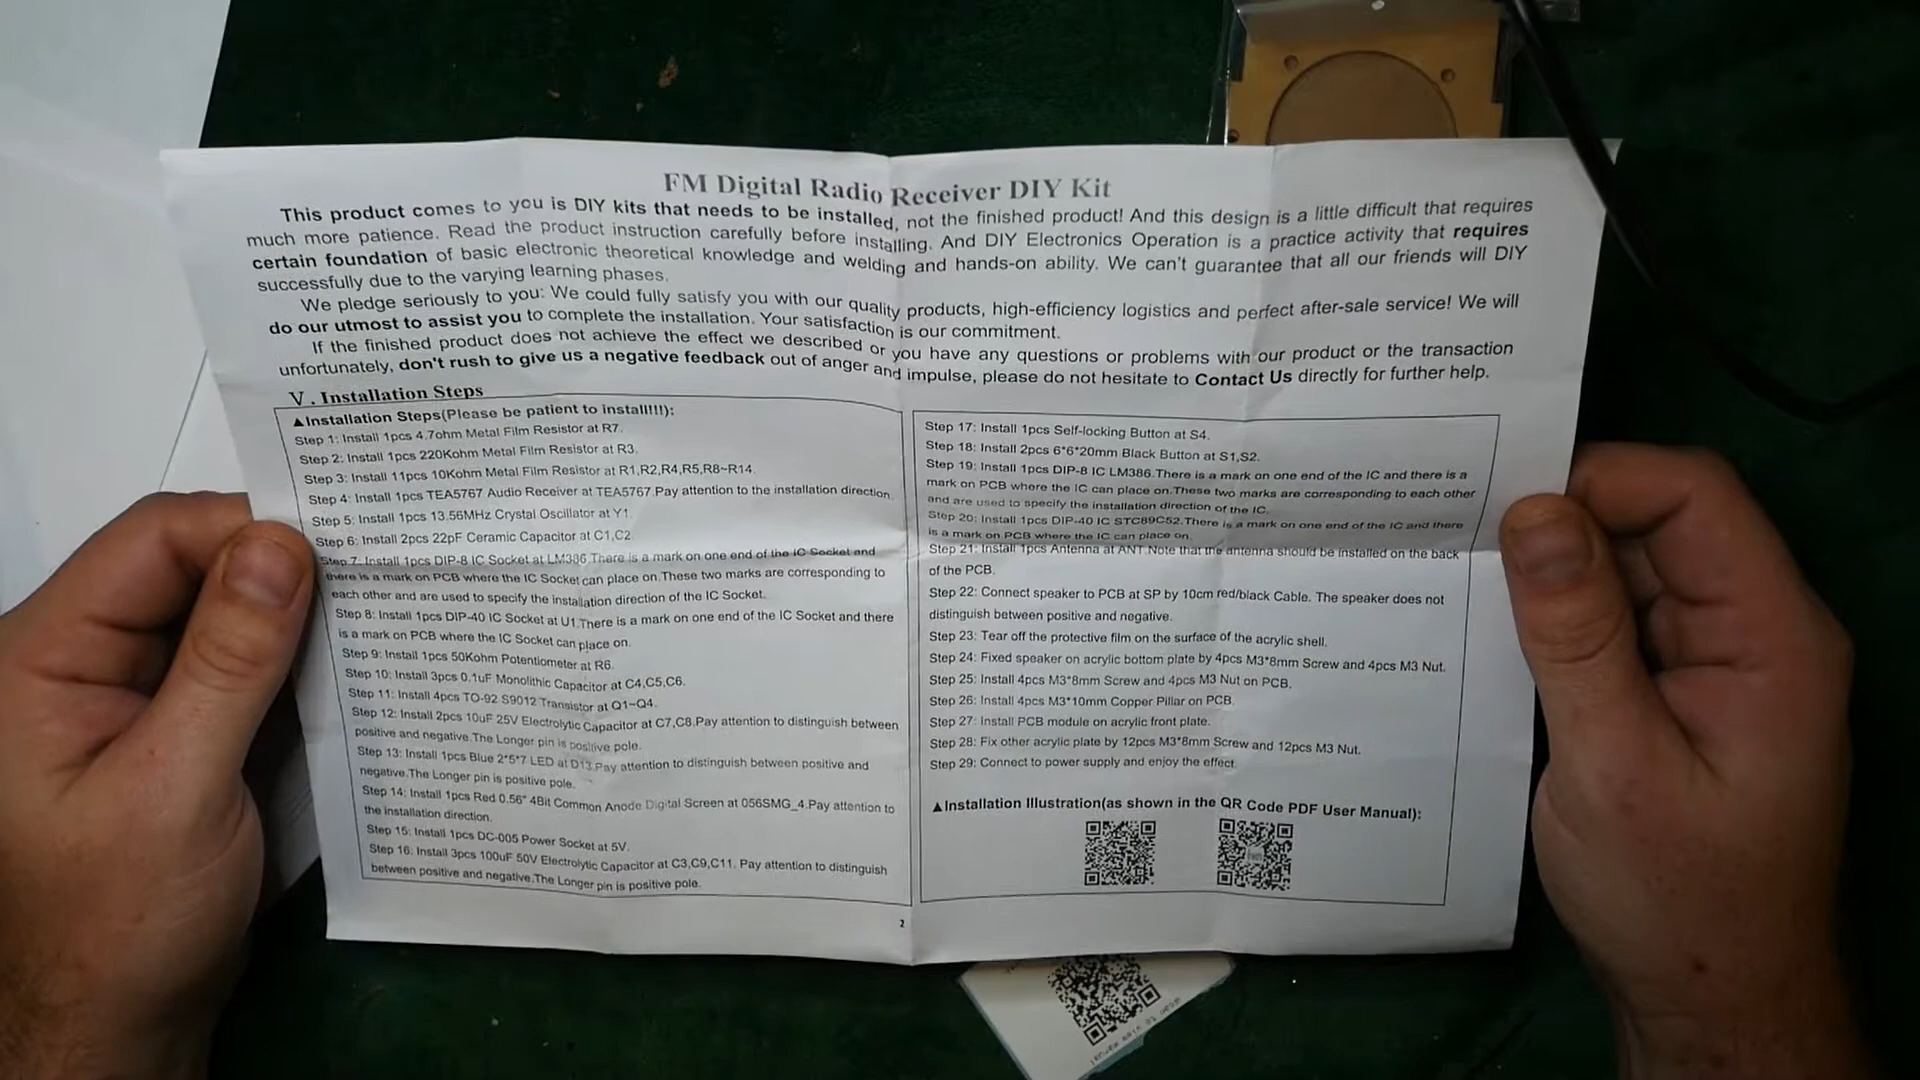 FM Digital Radio Receiver DIY Kit
This product comes to you is DIY kits that needs to be installed, not the finished product! And this design is a little difficult that requires
much more patience. Read the product instruction carefully before installing. And DIY Electronics Operation is a practice activity that requires
certain foundation of basic electronic theoretical knowledge and welding and hands-on ability. We can't guarantee that all our friends will DIY
successfully due to the varying learning phases.
We pledge seriously to you: We could fully satisfy you with our quality products, high-efficiency logistics and perfect after-sale service! We will
do our utmost to assist you to complete the installation. Your satisfaction is our commitment.
If the finished product does not achieve the effect we described or you have any questions or problems with our product or the transaction
unfortunately, don't rush to give us a negative feedback out of anger and impulse, please do not hesitate to Contact Us directly for further help.
V. Installation Steps
▲Installation Steps(Please be patient to install!!!):
Step 1: Install 1pcs 4.7ohm Metal Film Resistor at R7.
Step 2: Install 1pcs 220Kohm Metal Film Resistor at R3.
Step 3: Install 11pcs 10Kohm Metal Film Resistor at R1,R2,R4,R5,R8~R14.
Step 4: Install 1pcs TEA5767 Audio Receiver at TEA5767.Pay attention to the installation direction.
Step 5: Install 1pcs 13.56MHz Crystal Oscillator at Y1.
Step 6: Install 2pcs 22pF Ceramic Capacitor at C1,C2
Step 7: Install 1pcs DIP-8 IC Socket at LM386.There is a mark on one end of the IC Socket and
there is a mark on PCB where the IC Socket can place on.These two marks are corresponding to
each other and are used to specify the installation direction of the IC Socket.
Step 8: Install 1pcs DIP-40 IC Socket at U1.There is a mark on one end of the IC Socket and there
is a mark on PCB where the IC Socket can place on.
Step 9: Install 1pcs 50Kohm Potentiometer at R6.
Step 10: Install 3pcs 0.1uF Monolithic Capacitor at C4,C5,C6.
Step 11: Install 4pcs TO-92 S9012 Transistor at Q1~Q4.
Step 12: Install 2pcs 10uF 25V Electrolytic Capacitor at C7,C8.Pay attention to distinguish between
positive and negative.The Longer pin is positive pole.
Step 13: Install 1pcs Blue 2*5*7 LED at D13.Pay attention to distinguish between positive and
negative.The Longer pin is positive pole.
Step 14: Install 1pcs Red 0.56" 4Bit Common Anode Digital Screen at 056SMG_4.Pay attention to
the installation direction.
Step 15: Install 1pcs DC-005 Power Socket at 5V.
Step 16: Install 3pcs 100uF 50V Electrolytic Capacitor at C3,C9,C11. Pay attention to distinguish
between positive and negative.The Longer pin is positive pole.
Step 17: Install 1pcs Self-locking Button at S4.
Step 18: Install 2pcs 6*6*20mm Black Button at S1,S2.
Step 19: Install 1pcs DIP-8 IC LM386.There is a mark on one end of the IC and there is a
mark on PCB where the IC can place on.These two marks are corresponding to each other
and are used to specify the installation direction of the IC.
Step 20: Install 1pcs DIP-40 IC STC89C52.There is a mark on one end of the IC and there
is a mark on PCB where the IC can place on.
Step 21: Install 1pcs Antenna at ANT.Note that the antenna should be installed on the back
of the PCB.
Step 22: Connect speaker to PCB at SP by 10cm red/black Cable. The speaker does not
distinguish between positive and negative.
Step 23: Tear off the protective film on the surface of the acrylic shell.
Step 24: Fixed speaker on acrylic bottom plate by 4pcs M3*8mm Screw and 4pcs M3 Nut.
Step 25: Install 4pcs M3*8mm Screw and 4pcs M3 Nut on PCB.
Step 26: Install 4pcs M3*10mm Copper Pillar on PCB.
Step 27: Install PCB module on acrylic front plate.
Step 28: Fix other acrylic plate by 12pcs M3*8mm Screw and 12pcs M3 Nut.
Step 29: Connect to power supply and enjoy the effect.
▲Installation Illustration(as shown in the QR Code PDF User Manual):
2